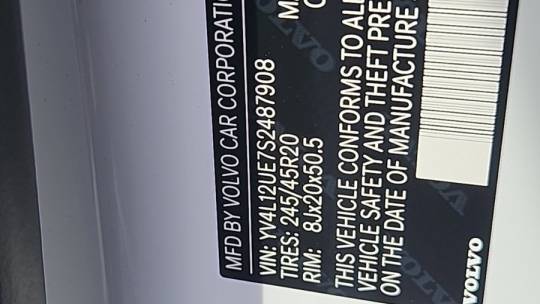 MFD BY VOLVO CAR CORPORATI
VIN: YV4L12UE7S2487908
TIRES: 245/45R20
RIM: 8Jx20x50.5
THIS VEHICLE CONFORMS TO AL
VEHICLE SAFETY AND THEFT PRE
ON THE DATE OF MANUFACTURE
VOLVO